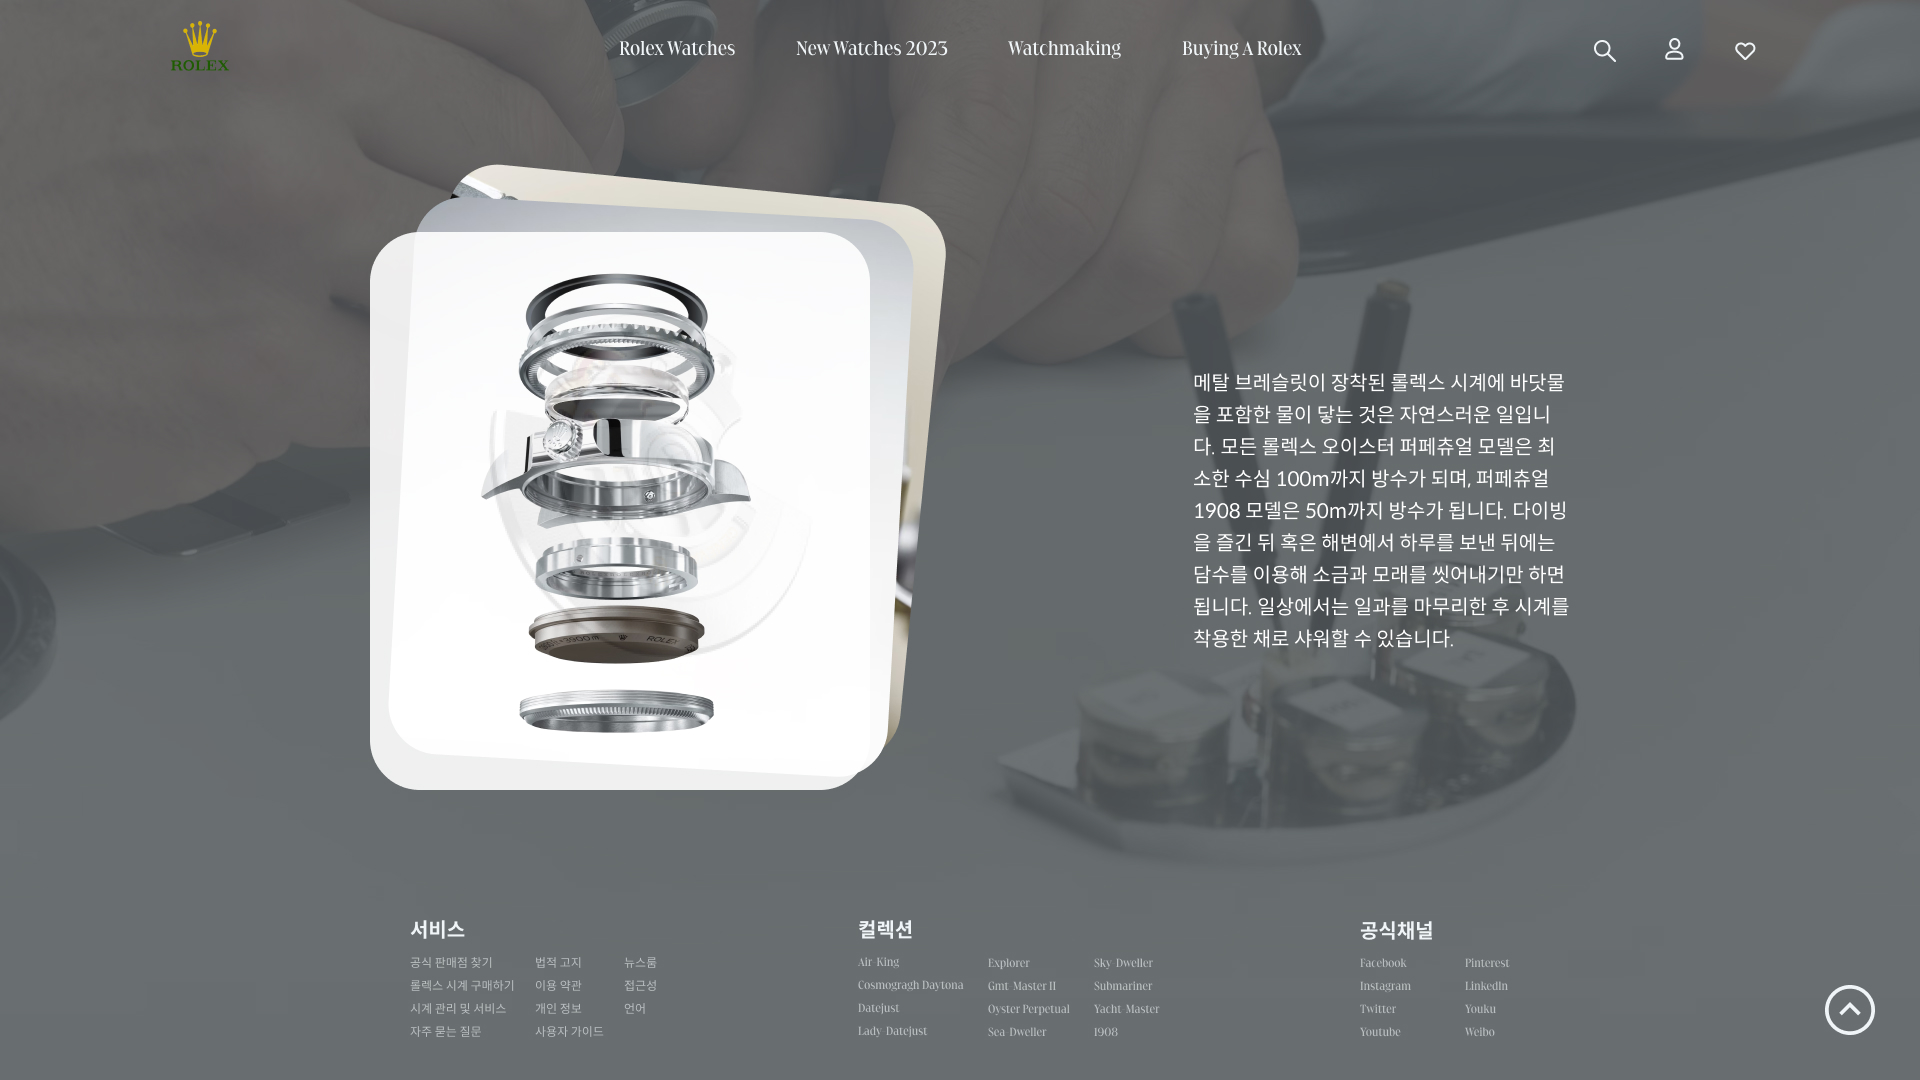 ROLEX
Rolex Watches
New Watches 2023
Watchmaking
Buying A Rolex
메탈 브레슬릿이 장착된 롤렉스 시계에 바닷물
을 포함한 물이 닿는 것은 자연스러운 일입니
다. 모든 롤렉스 오이스터 퍼페츄얼 모델은 최
소한 수심 100m까지 방수가 되며, 퍼페츄얼
1908 모델은 50m까지 방수가 됩니다. 다이빙
을 즐긴 뒤 혹은 해변에서 하루를 보낸 뒤에는
담수를 이용해 소금과 모래를 씻어내기만 하면
됩니다. 일상에서는 일과를 마무리한 후 시계를
착용한 채로 샤워할 수 있습니다.
3900m ROLEX
서비스
공식 판매점 찾기
롤렉스 시계 구매하기
시계 관리 및 서비스
자주 묻는 질문
법적 고지
이용 약관
개인 정보
사용자 가이드
뉴스룸
접근성
언어
컬렉션
Air-King
Cosmogragh Daytona
Datejust
Lady-Datejust
Explorer
Gmt-Master II
Oyster Perpetual
Sea-Dweller
Sky-Dweller
Submariner
Yacht-Master
1908
공식채널
Facebook
Instagram
Twitter
Youtube
Pinterest
LinkedIn
Youku
Weibo